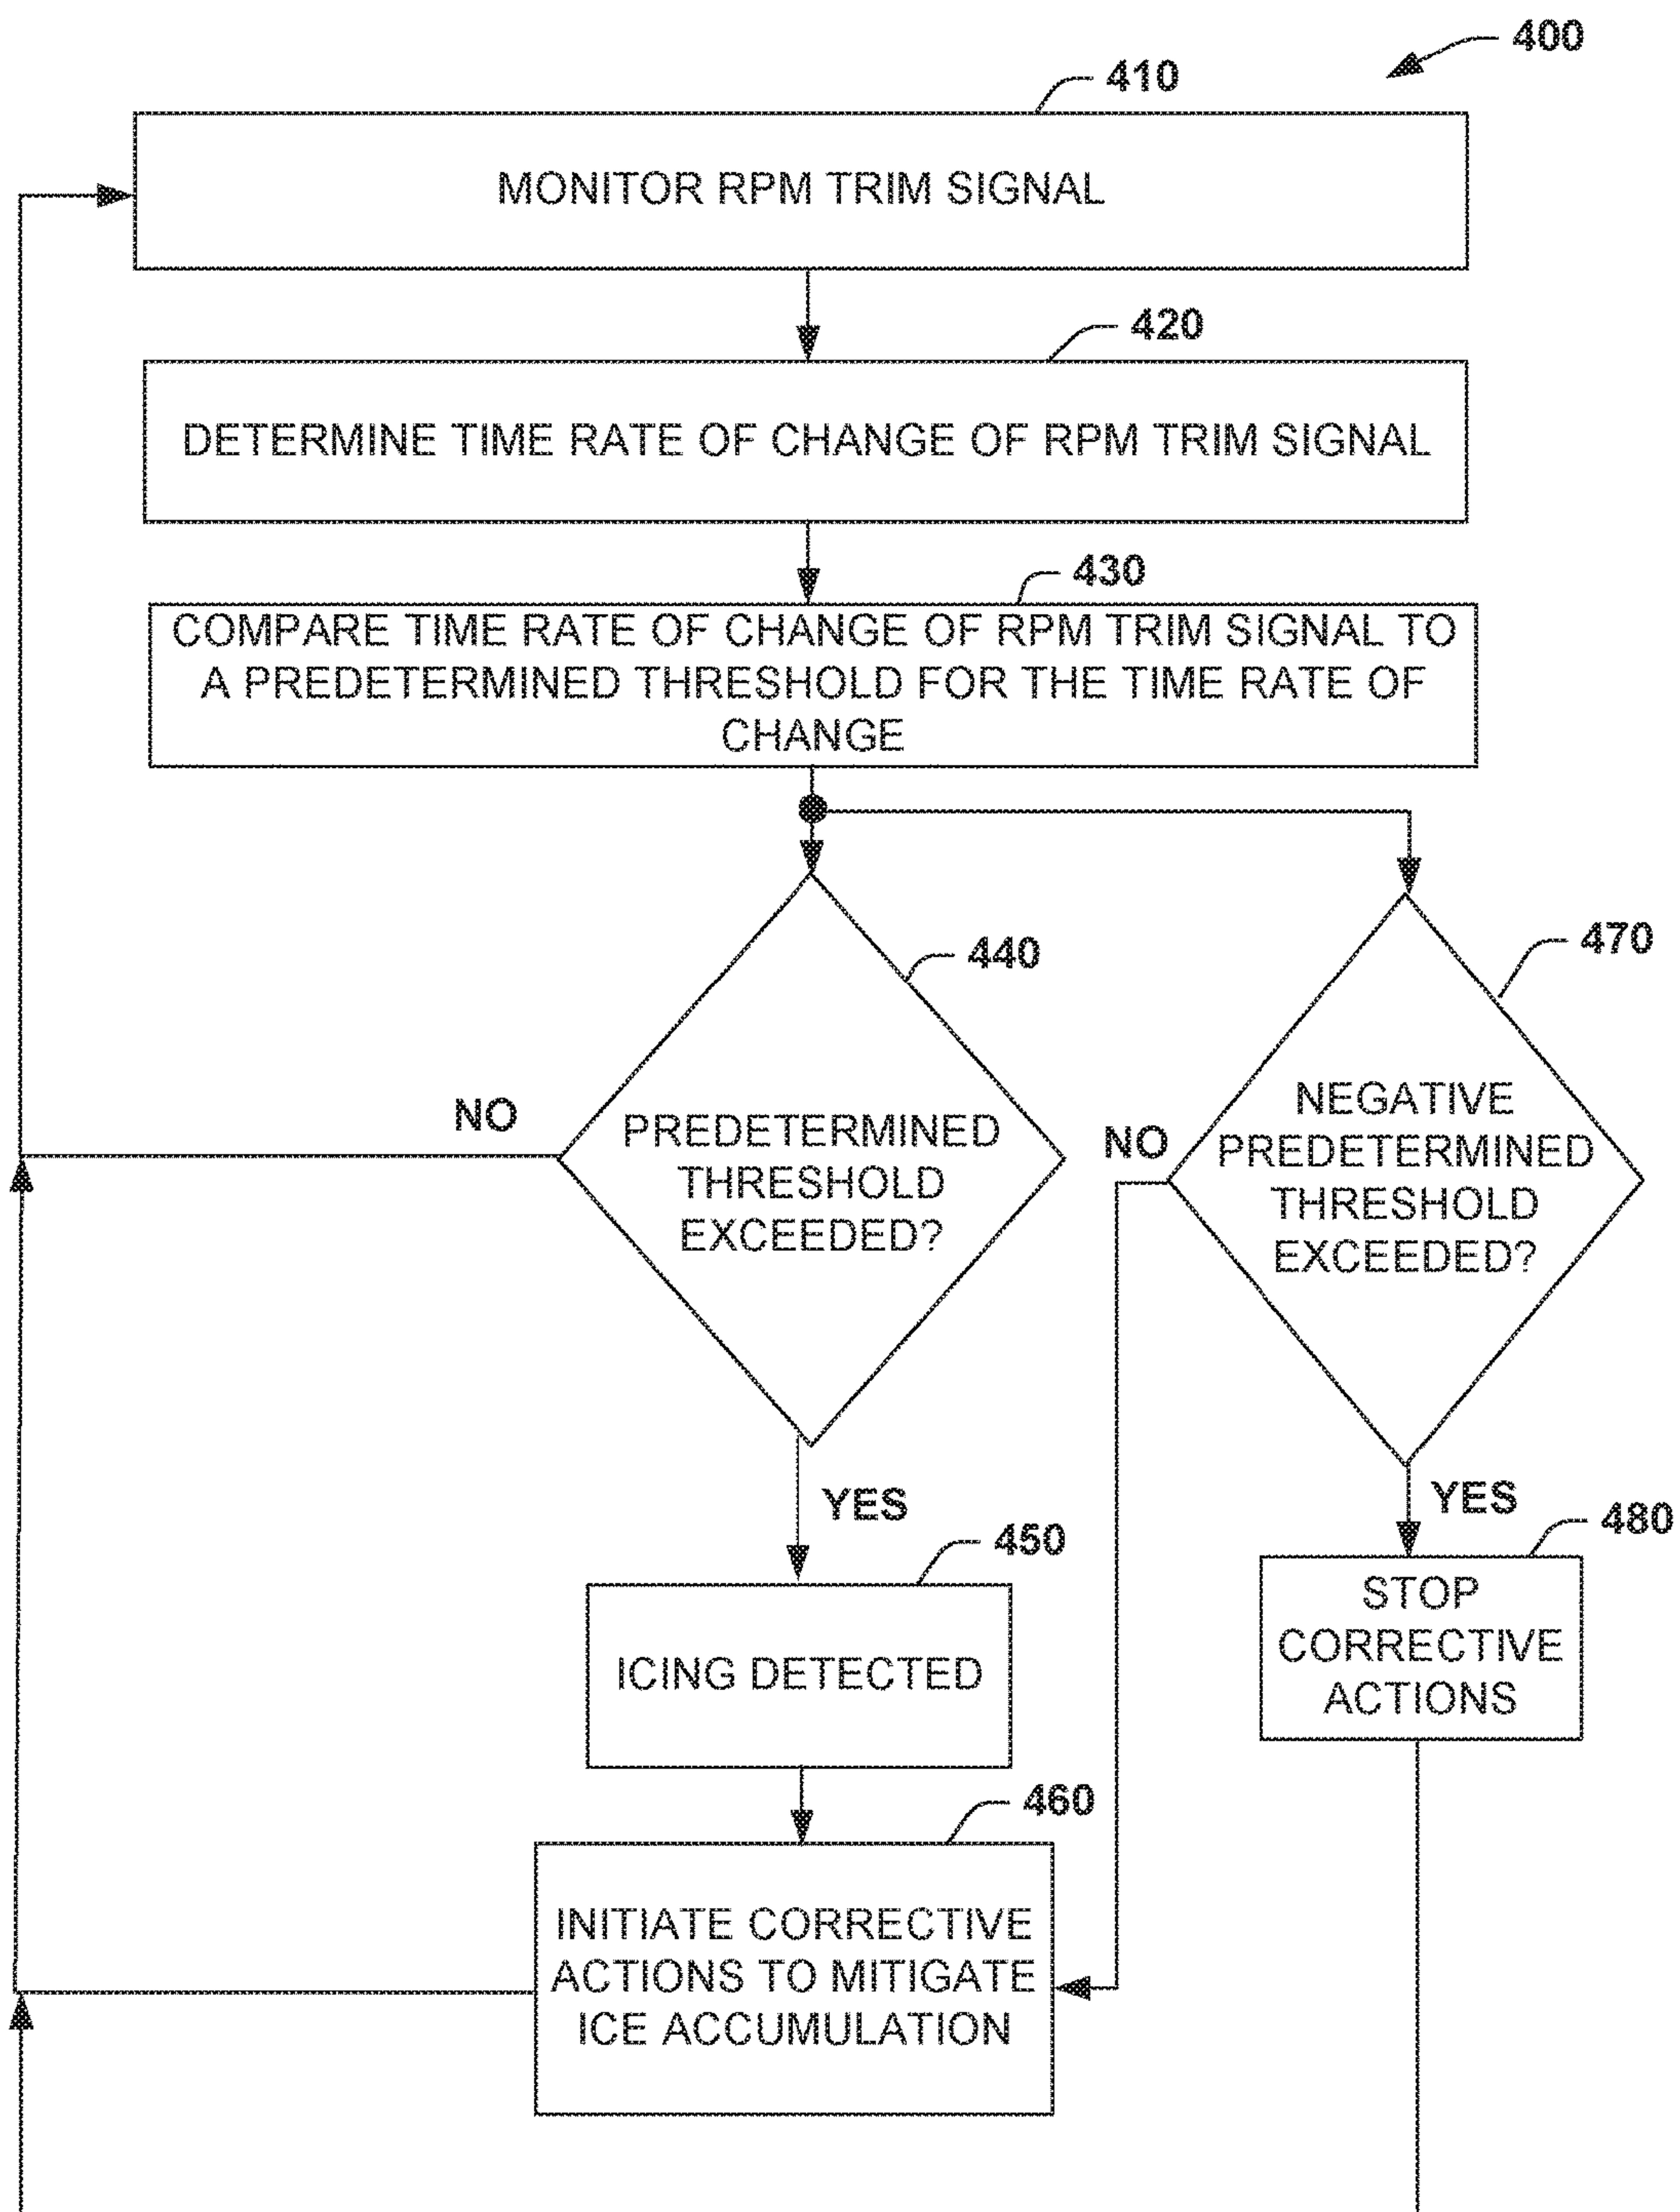 400
410
MONITOR RPM TRIM SIGNAL
420
DETERMINE TIME RATE OF CHANGE OF RPM TRIM SIGNAL
430
COMPARE TIME RATE OF CHANGE OF RPM TRIM SIGNAL TO
A PREDETERMINED THRESHOLD FOR THE TIME RATE OF
CHANGE
440
NO
PREDETERMINED
THRESHOLD
EXCEEDED?
470
NO
NEGATIVE
PREDETERMINED
THRESHOLD
EXCEEDED?
YES
450
ICING DETECTED
YES
480
STOP
CORRECTIVE
ACTIONS
460
INITIATE CORRECTIVE
ACTIONS TO MITIGATE
ICE ACCUMULATION